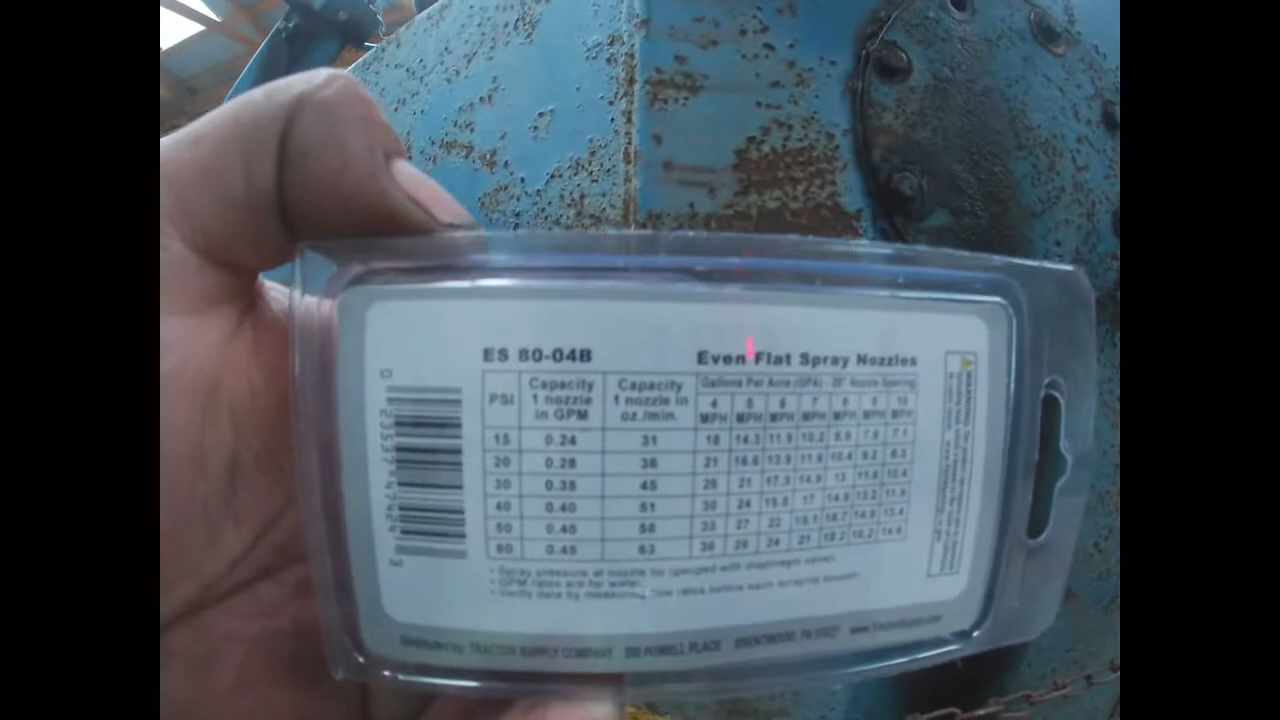 ES 80-04B
Even Flat Spray Nozzles
PSI Capacity 1 nozzle in GPM Capacity 1 nozzle in oz./min. Gallons Per Acre (GPA) - 20" Nozzle Spacing
4 MPH 5 MPH 6 MPH 7 MPH 8 MPH 9 MPH 10 MPH
15 0.24 31 18 14.3 11.9 10.2 8.9 7.9 7.1
20 0.28 36 21 16.6 13.9 11.9 10.4 9.2 8.3
30 0.35 45 26 21 17.3 14.9 13 11.6 10.4
40 0.40 51 30 24 19.8 17 14.9 13.2 11.9
50 0.45 58 33 27 22 19.1 16.7 14.9 13.4
60 0.49 63 36 29 24 21 18.2 16.2 14.6
• Spray pressure at nozzle tip (gauged with diaphragm valve).
• GPM rates are for water.
• Verify data by measuring flow rates before each spraying season.
Distributed by: TRACTOR SUPPLY COMPANY 200 POWELL PLACE BRENTWOOD, TN 37027 www.tractorsupply.com
WARNING: